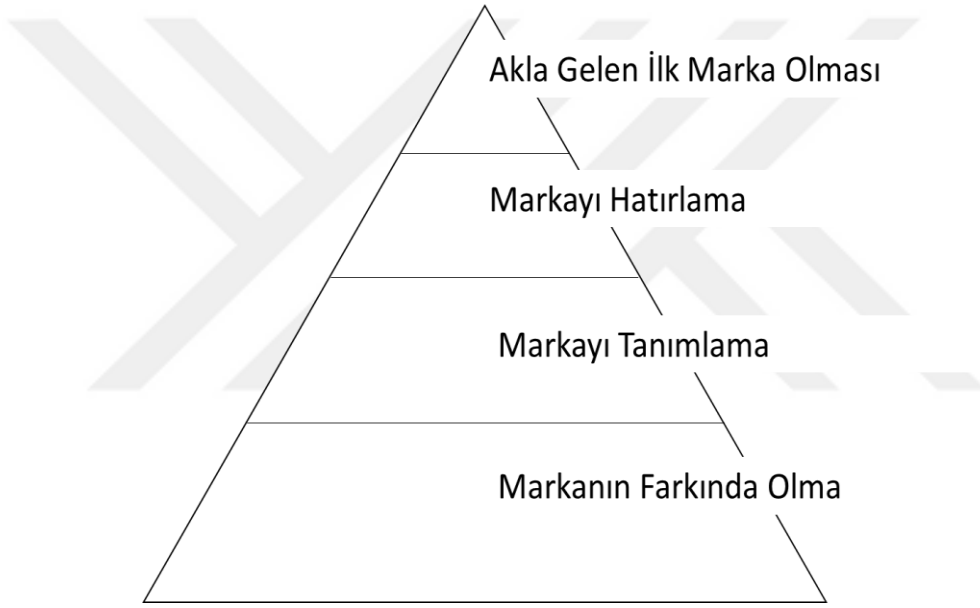 Akla Gelen İlk Marka Olması
Markayı Hatırlama
Markayı Tanımlama
Markanın Farkında Olma